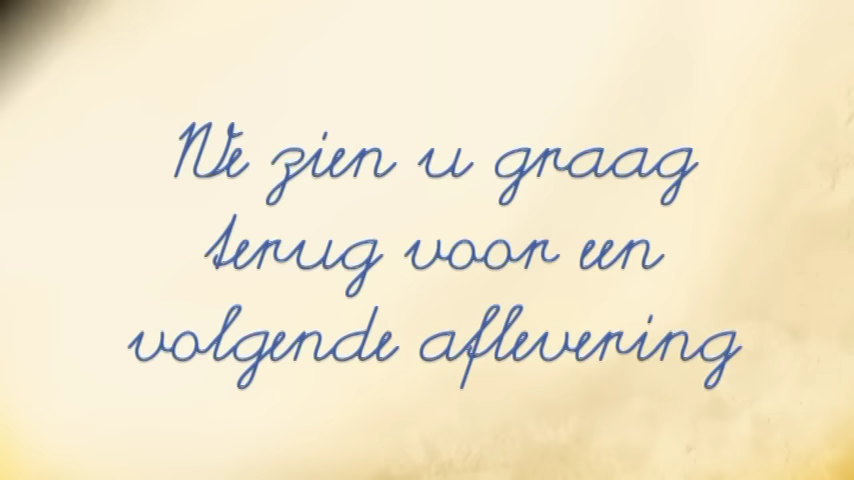 We zien u graag
terug voor een
volgende aflevering